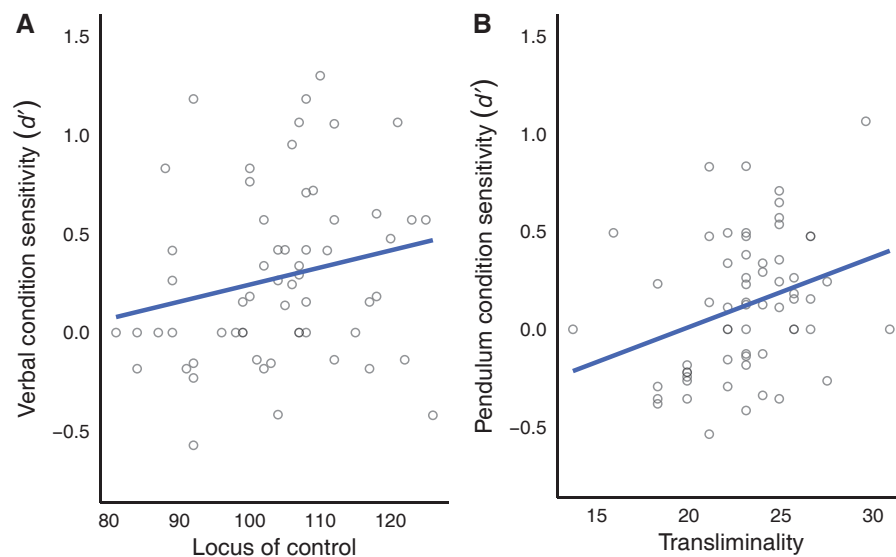 A
Verbal condition sensitivity (d′)
1.5
1.0
0.5
0.0
−0.5
80 90 100 110 120
Locus of control
B
Pendulum condition sensitivity (d′)
1.5
1.0
0.5
0.0
−0.5
15 20 25 30
Transliminality